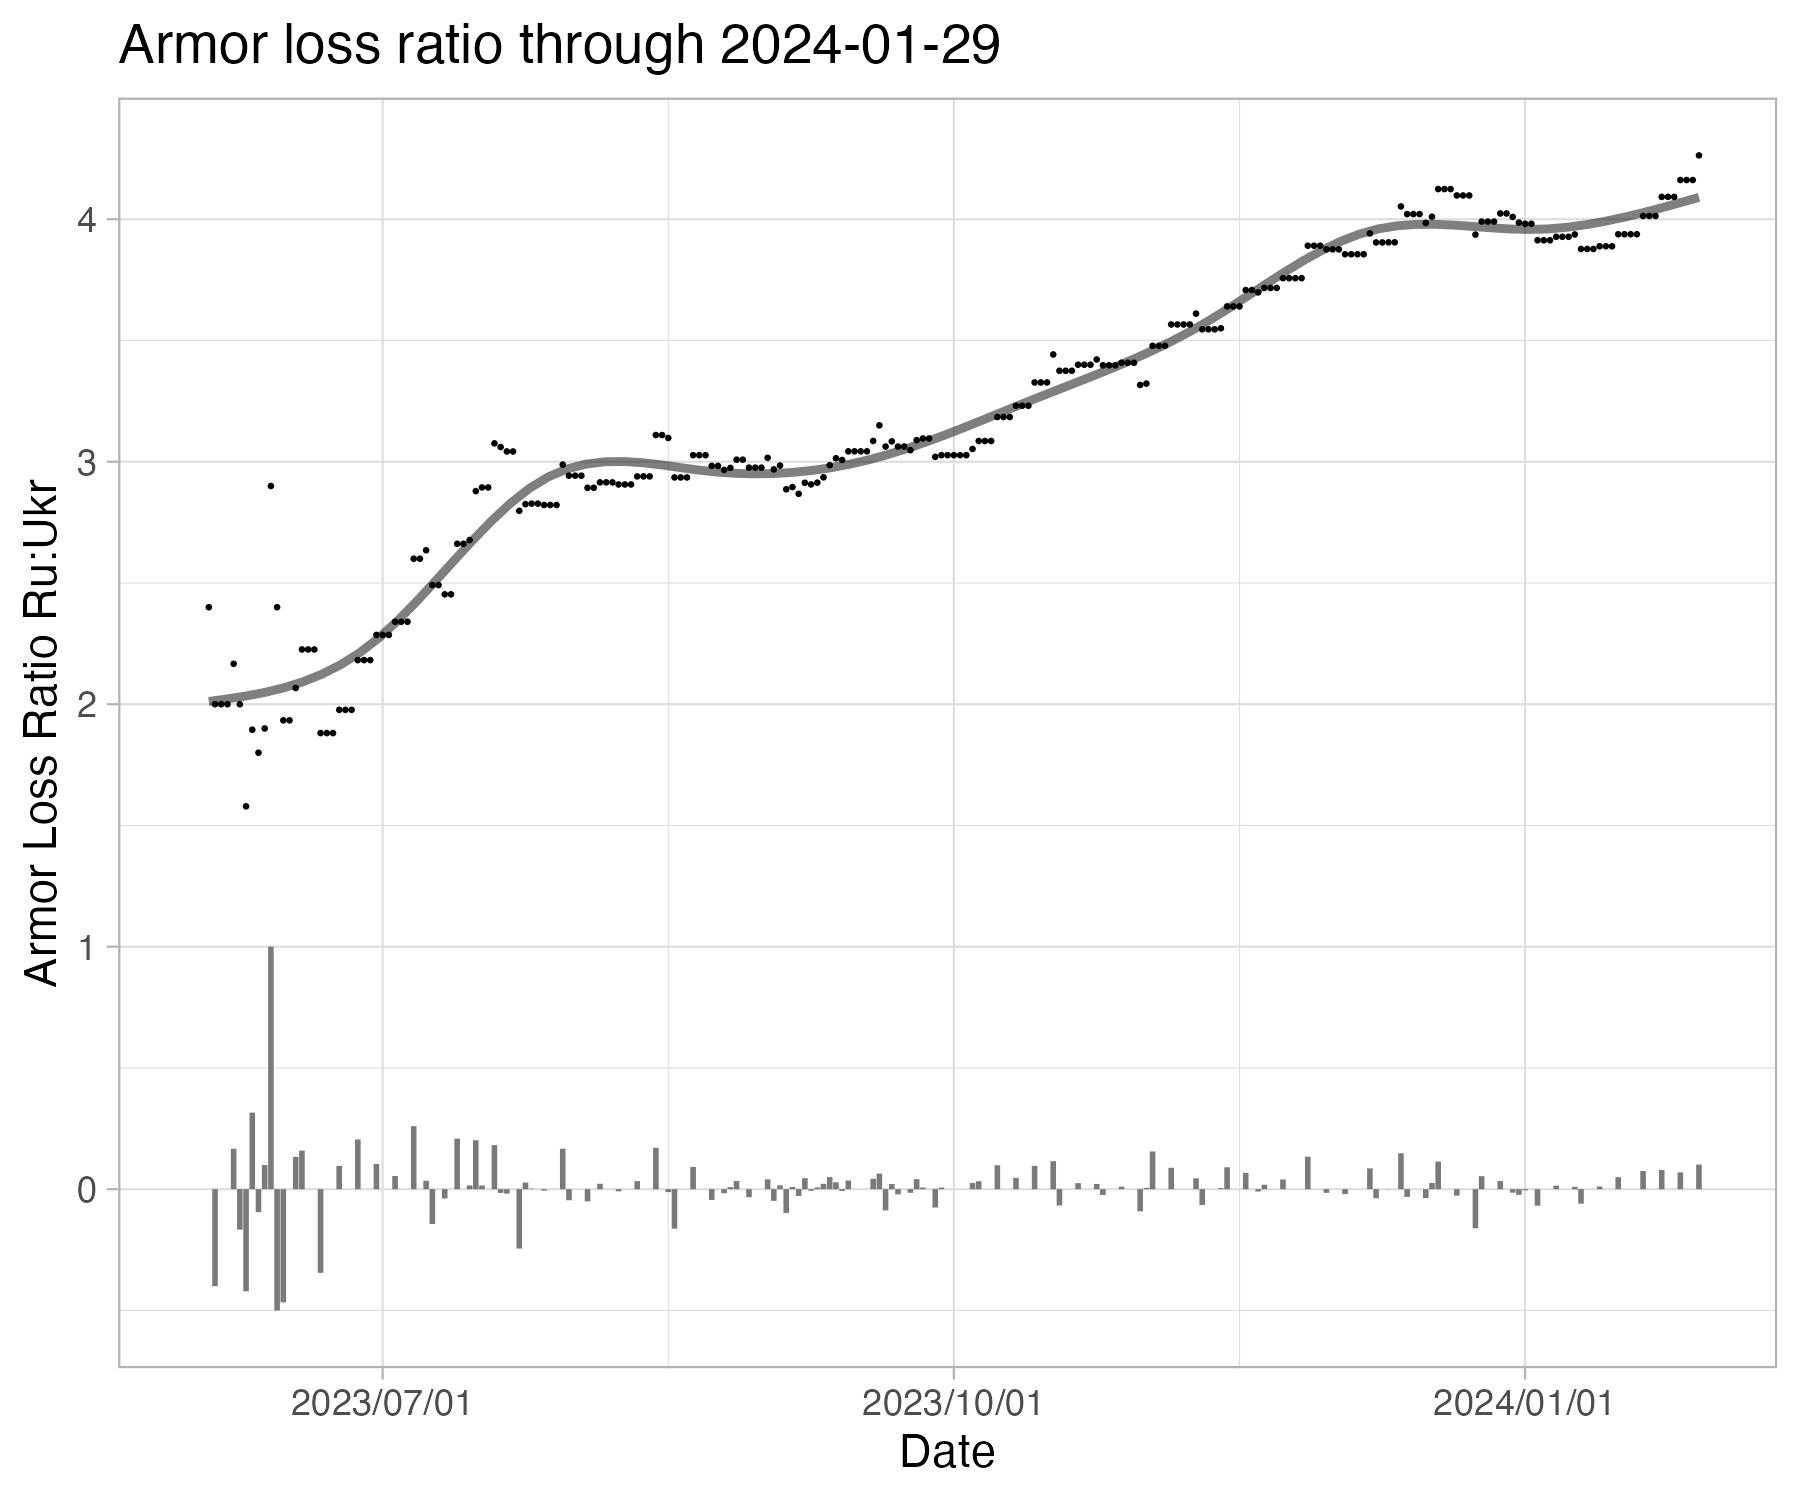 Armor loss ratio through 2024-01-29
Armor Loss Ratio Ru:Ukr
4
3
2
1
0
2023/07/01
2023/10/01
2024/01/01
Date